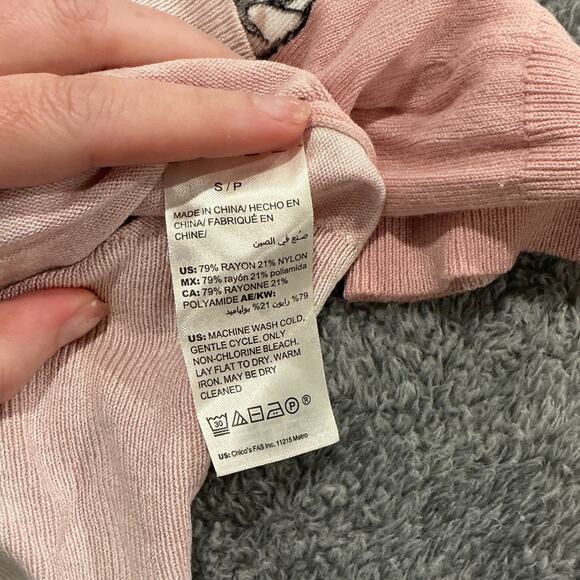 S / P
MADE IN CHINA/ HECHO EN
CHINA/ FABRIQUÉ EN
CHINE/
صنع في الصين
US: 79% RAYON 21% NYLON
MX: 79% rayón 21% poliamida
CA: 79% RAYONNE 21%
POLYAMIDE AE/KW:
79% رايون 21% بولياميد
US: MACHINE WASH COLD,
GENTLE CYCLE. ONLY
NON-CHLORINE BLEACH.
LAY FLAT TO DRY. WARM
IRON. MAY BE DRY
CLEANED
30 P ®
US: Chico's FAS Inc. 11215 Metro